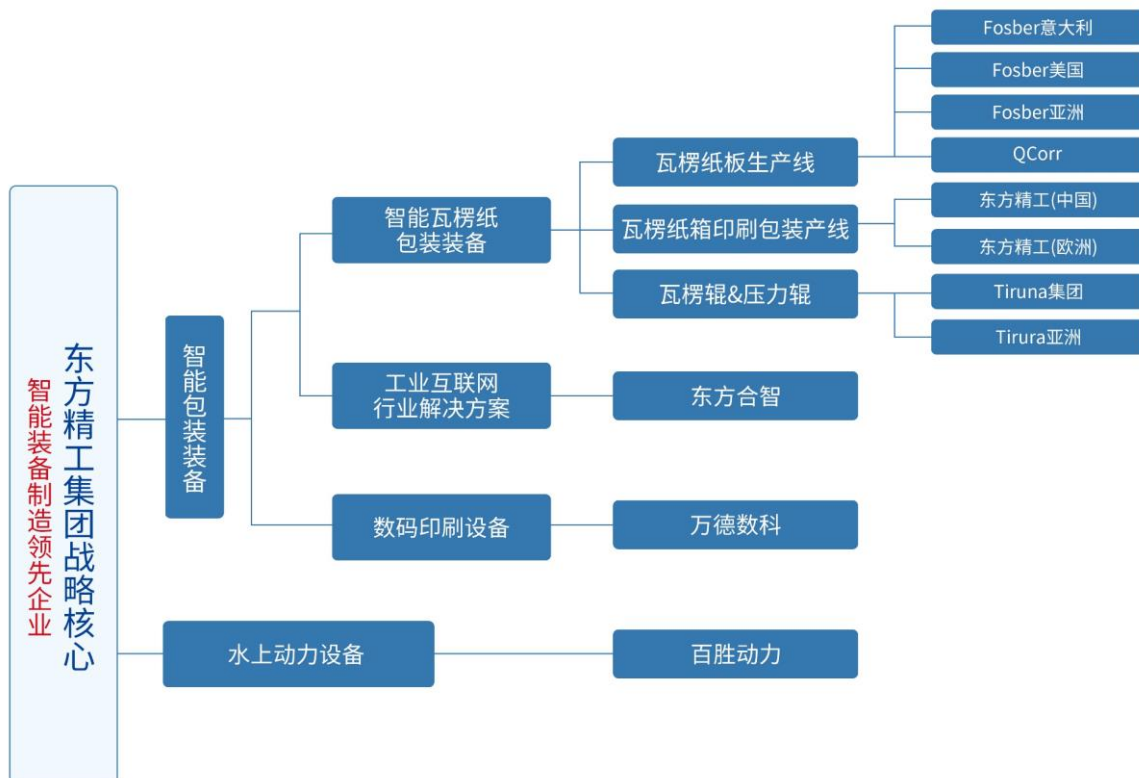 东方精工集团战略核心
智能装备制造领先企业
智能包装装备
智能瓦楞纸
包装装备
瓦楞纸板生产线
Fosber意大利
Fosber美国
Fosber亚洲
QCorr
瓦楞纸箱印刷包装产线
东方精工(中国)
东方精工(欧洲)
瓦楞辊&压力辊
Tiruna集团
Tirura亚洲
工业互联网
行业解决方案
东方合智
数码印刷设备
万德数科
水上动力设备
百胜动力